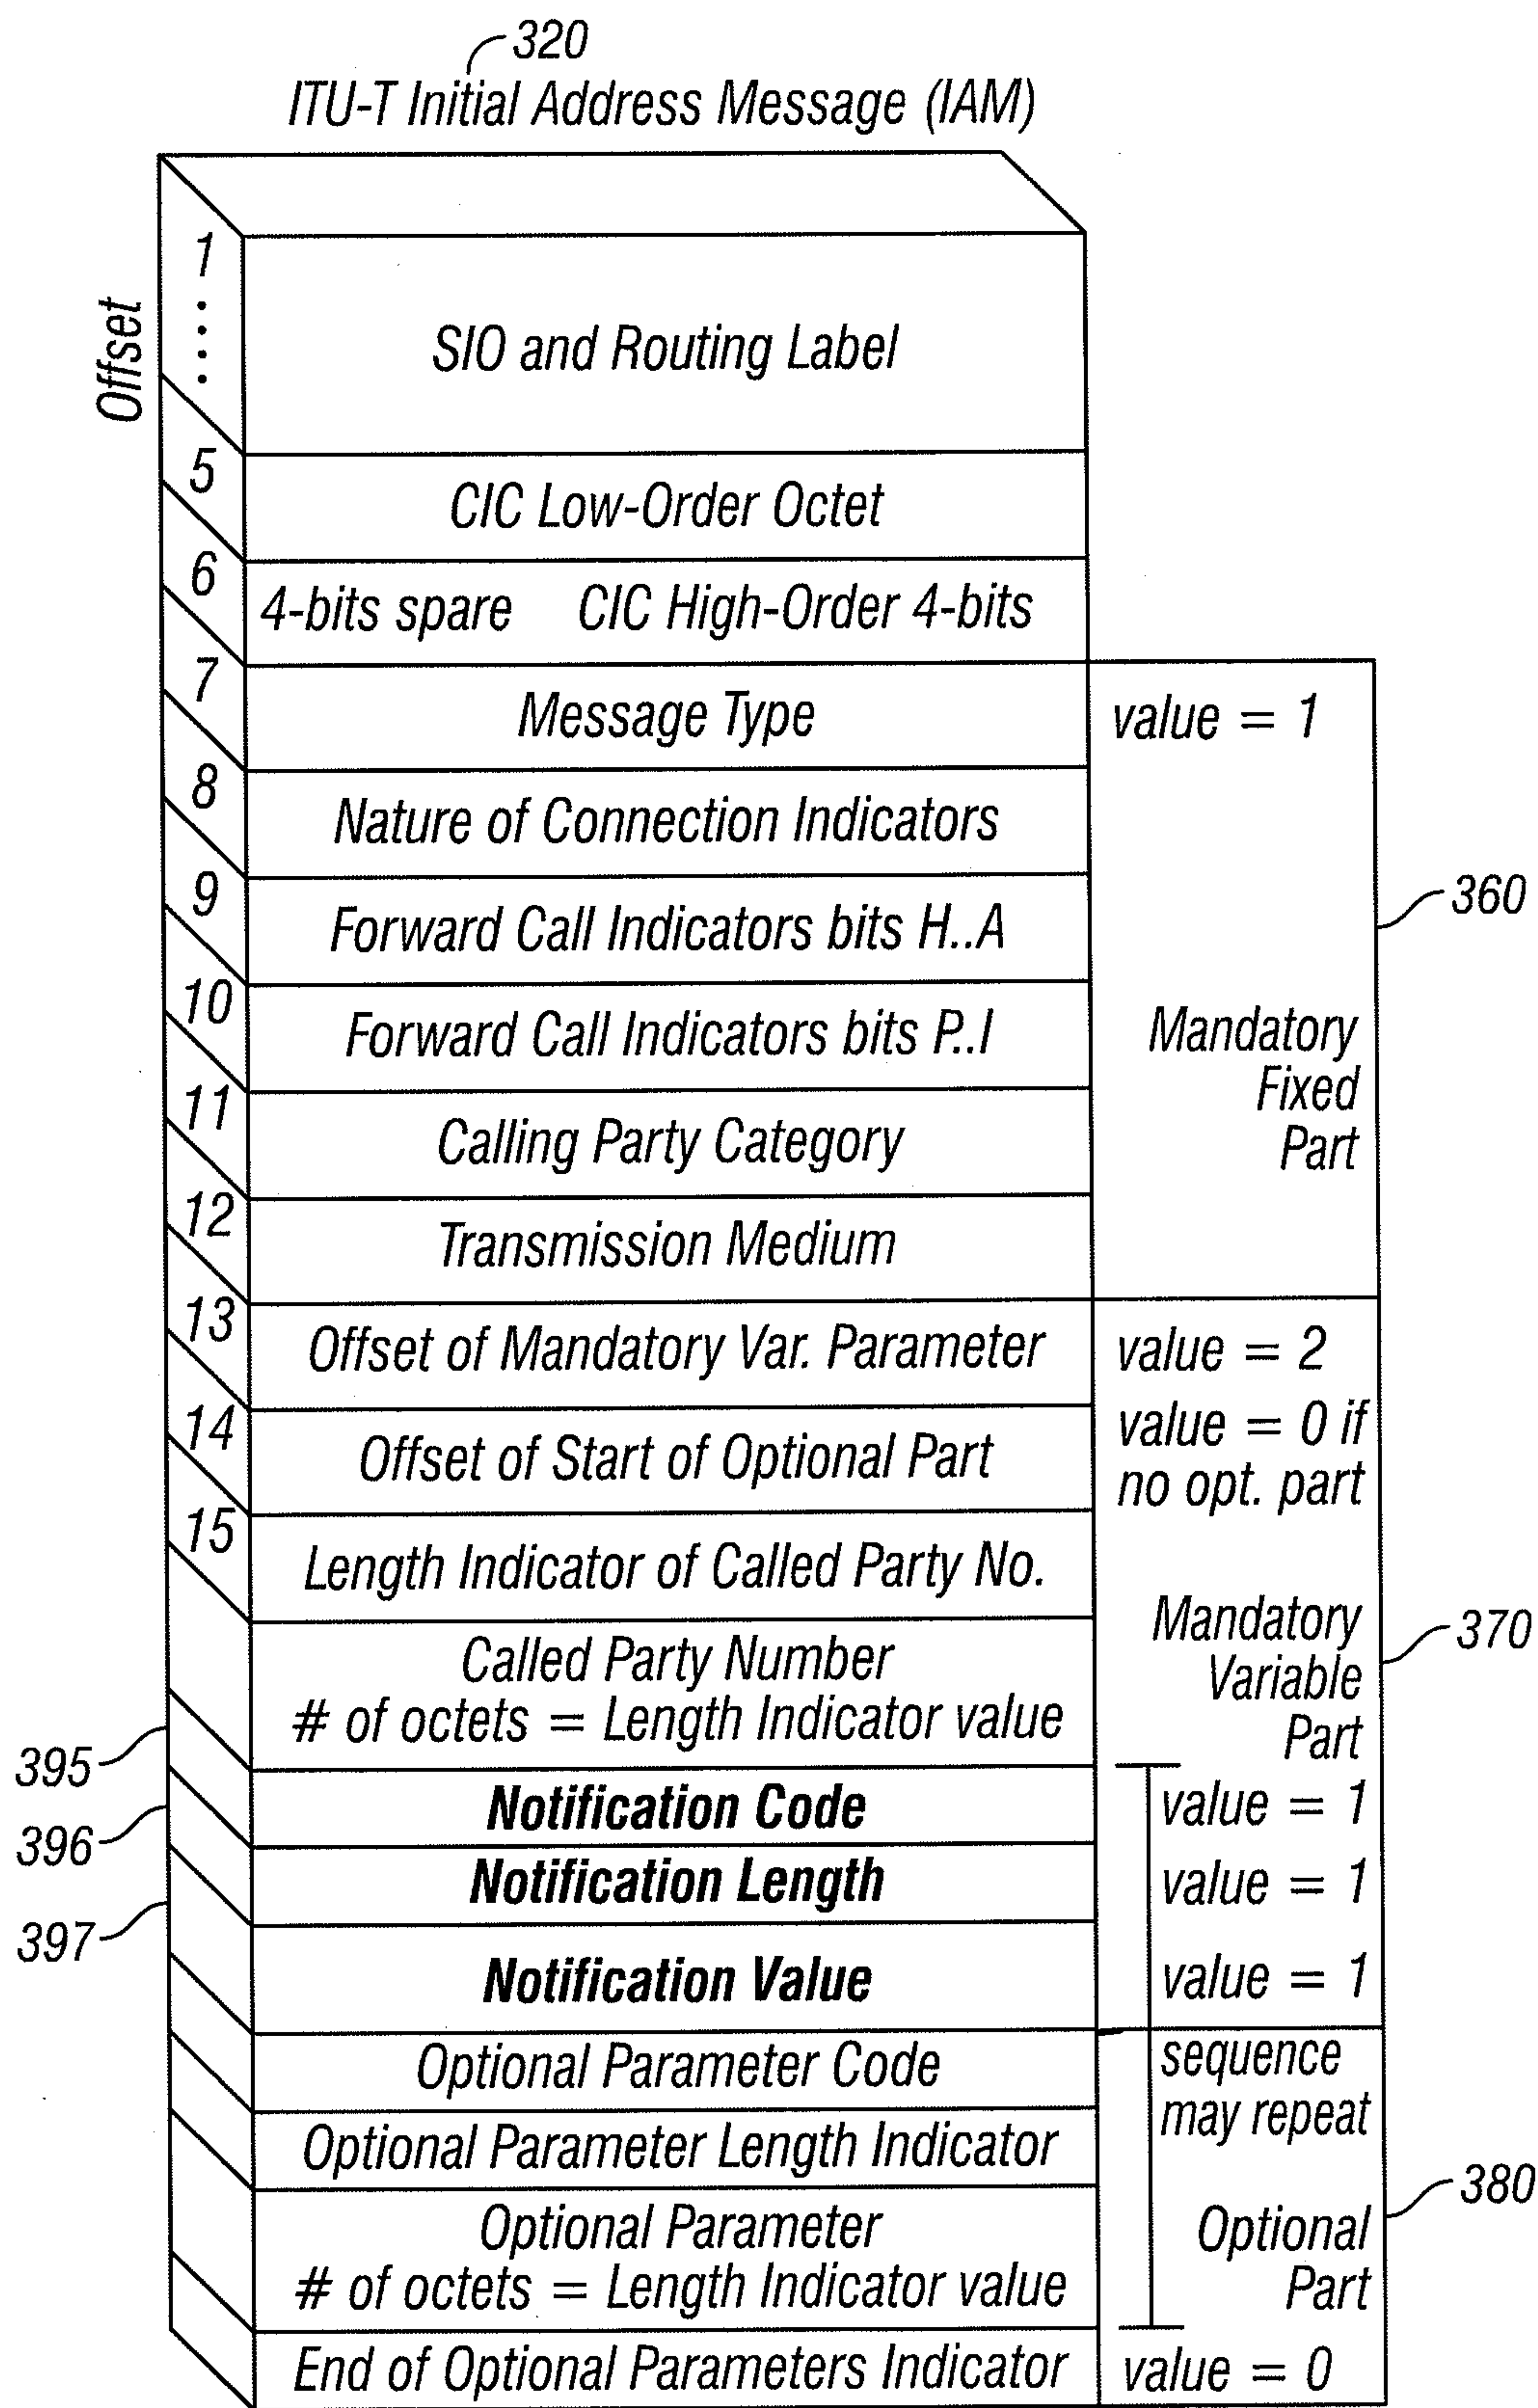 320
ITU-T Initial Address Message (IAM)
Offset
1
SIO and Routing Label
5
CIC Low-Order Octet
6
4-bits spare CIC High-Order 4-bits
7
Message Type
value = 1
8
Nature of Connection Indicators
9
Forward Call Indicators bits H..A
360
10
Forward Call Indicators bits P..I
Mandatory
Fixed
Part
11
Calling Party Category
12
Transmission Medium
13
Offset of Mandatory Var. Parameter
value = 2
14
Offset of Start of Optional Part
value = 0 if
no opt. part
15
Length Indicator of Called Party No.
Mandatory
Variable
Part
370
Called Party Number
# of octets = Length Indicator value
395
Notification Code
value = 1
396
Notification Length
value = 1
397
Notification Value
value = 1
Optional Parameter Code
sequence
may repeat
Optional Parameter Length Indicator
380
Optional Parameter
# of octets = Length Indicator value
Optional
Part
End of Optional Parameters Indicator
value = 0